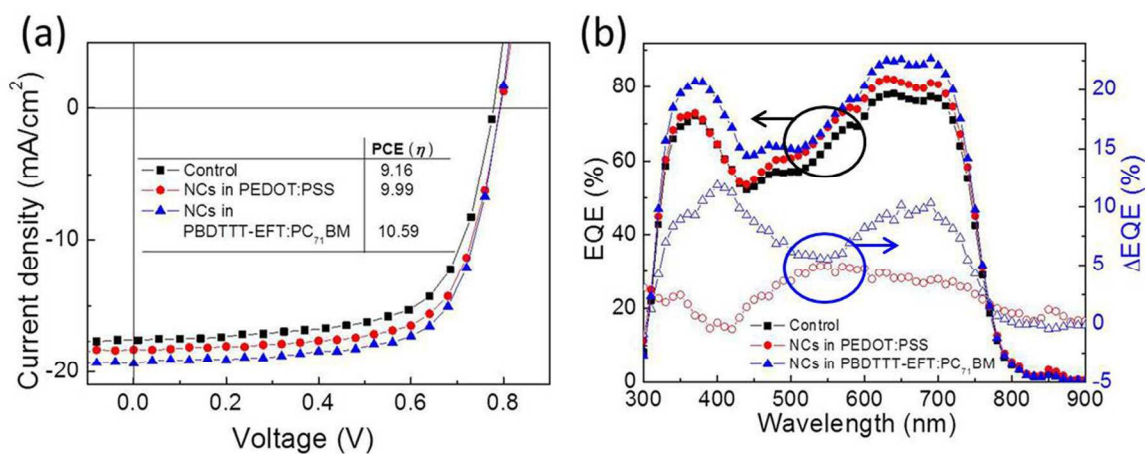 (a)
Current density (mA/cm²)
0
-10
-20
PCE (η)
Control 9.16
NCs in PEDOT:PSS 9.99
NCs in
PBDTTT-EFT:PC₇₁BM 10.59
0.0 0.2 0.4 0.6 0.8
Voltage (V)
(b)
EQE (%)
80
60
40
20
0
Control
NCs in PEDOT:PSS
NCs in PBDTTT-EFT:PC₇₁BM
20
15
10
5
0
-5
ΔEQE (%)
300 400 500 600 700 800 900
Wavelength (nm)